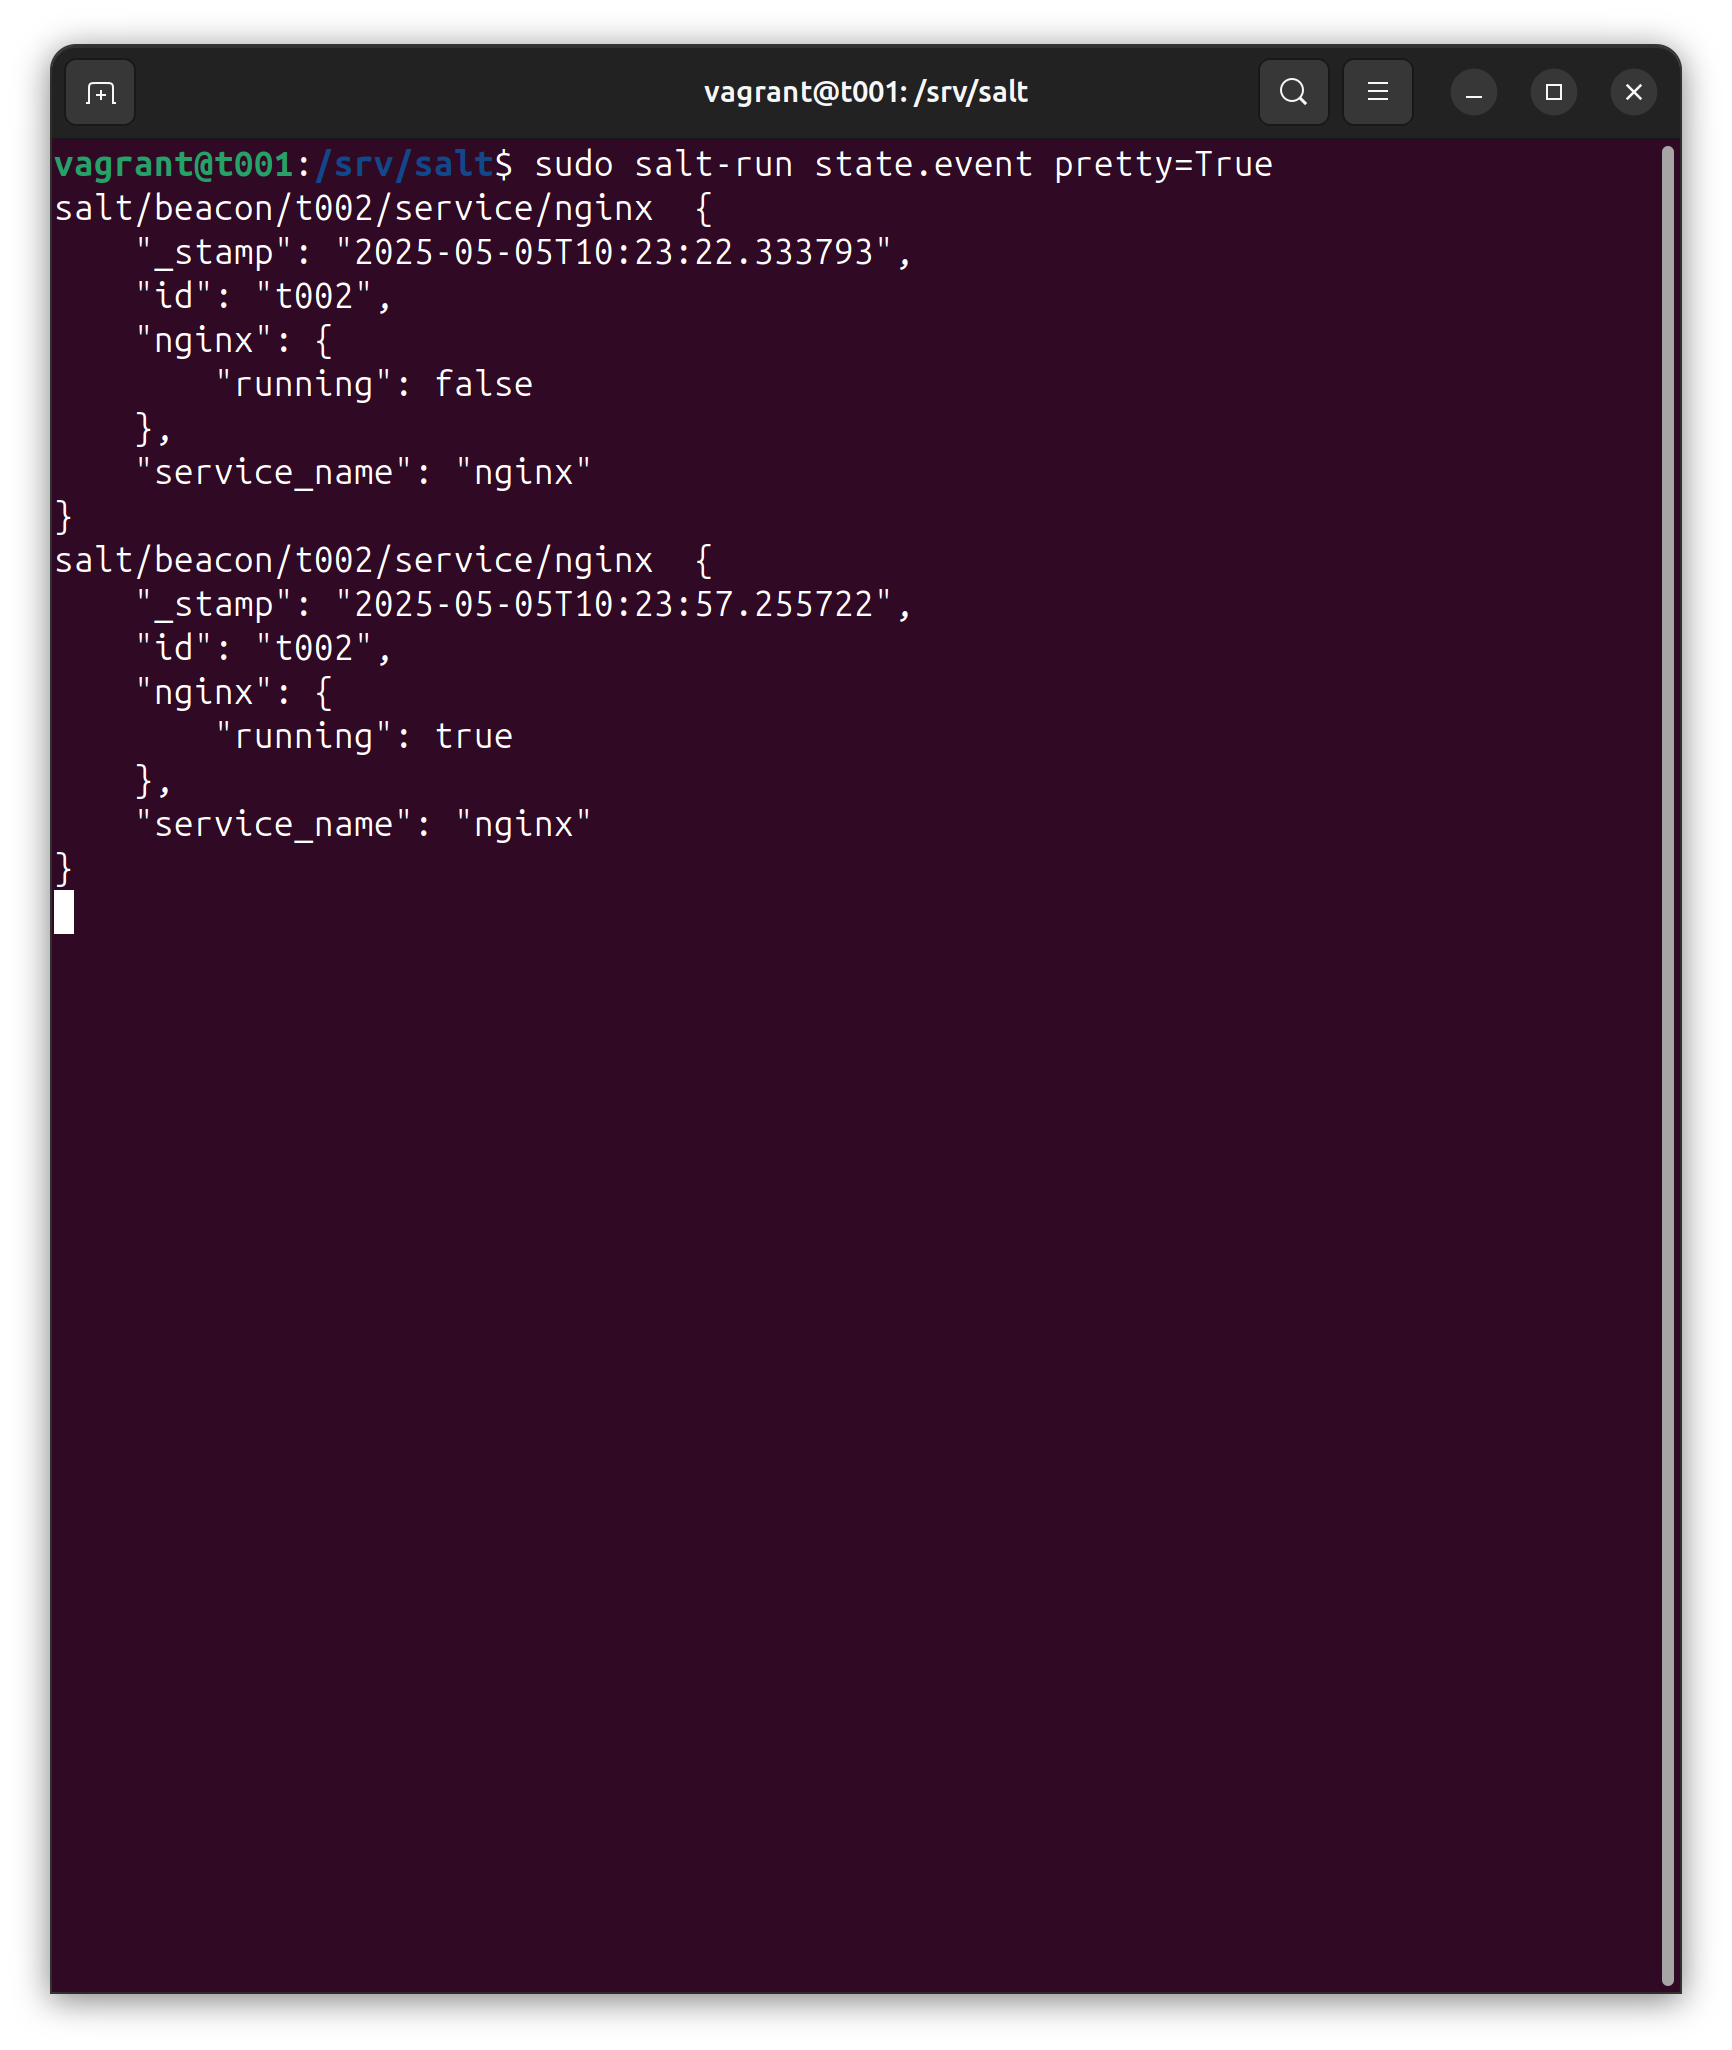 vagrant@t001: /srv/salt
vagrant@t001:/srv/salt$ sudo salt-run state.event pretty=True
salt/beacon/t002/service/nginx  {
    "_stamp": "2025-05-05T10:23:22.333793",
    "id": "t002",
    "nginx": {
        "running": false
    },
    "service_name": "nginx"
}
salt/beacon/t002/service/nginx  {
    "_stamp": "2025-05-05T10:23:57.255722",
    "id": "t002",
    "nginx": {
        "running": true
    },
    "service_name": "nginx"
}